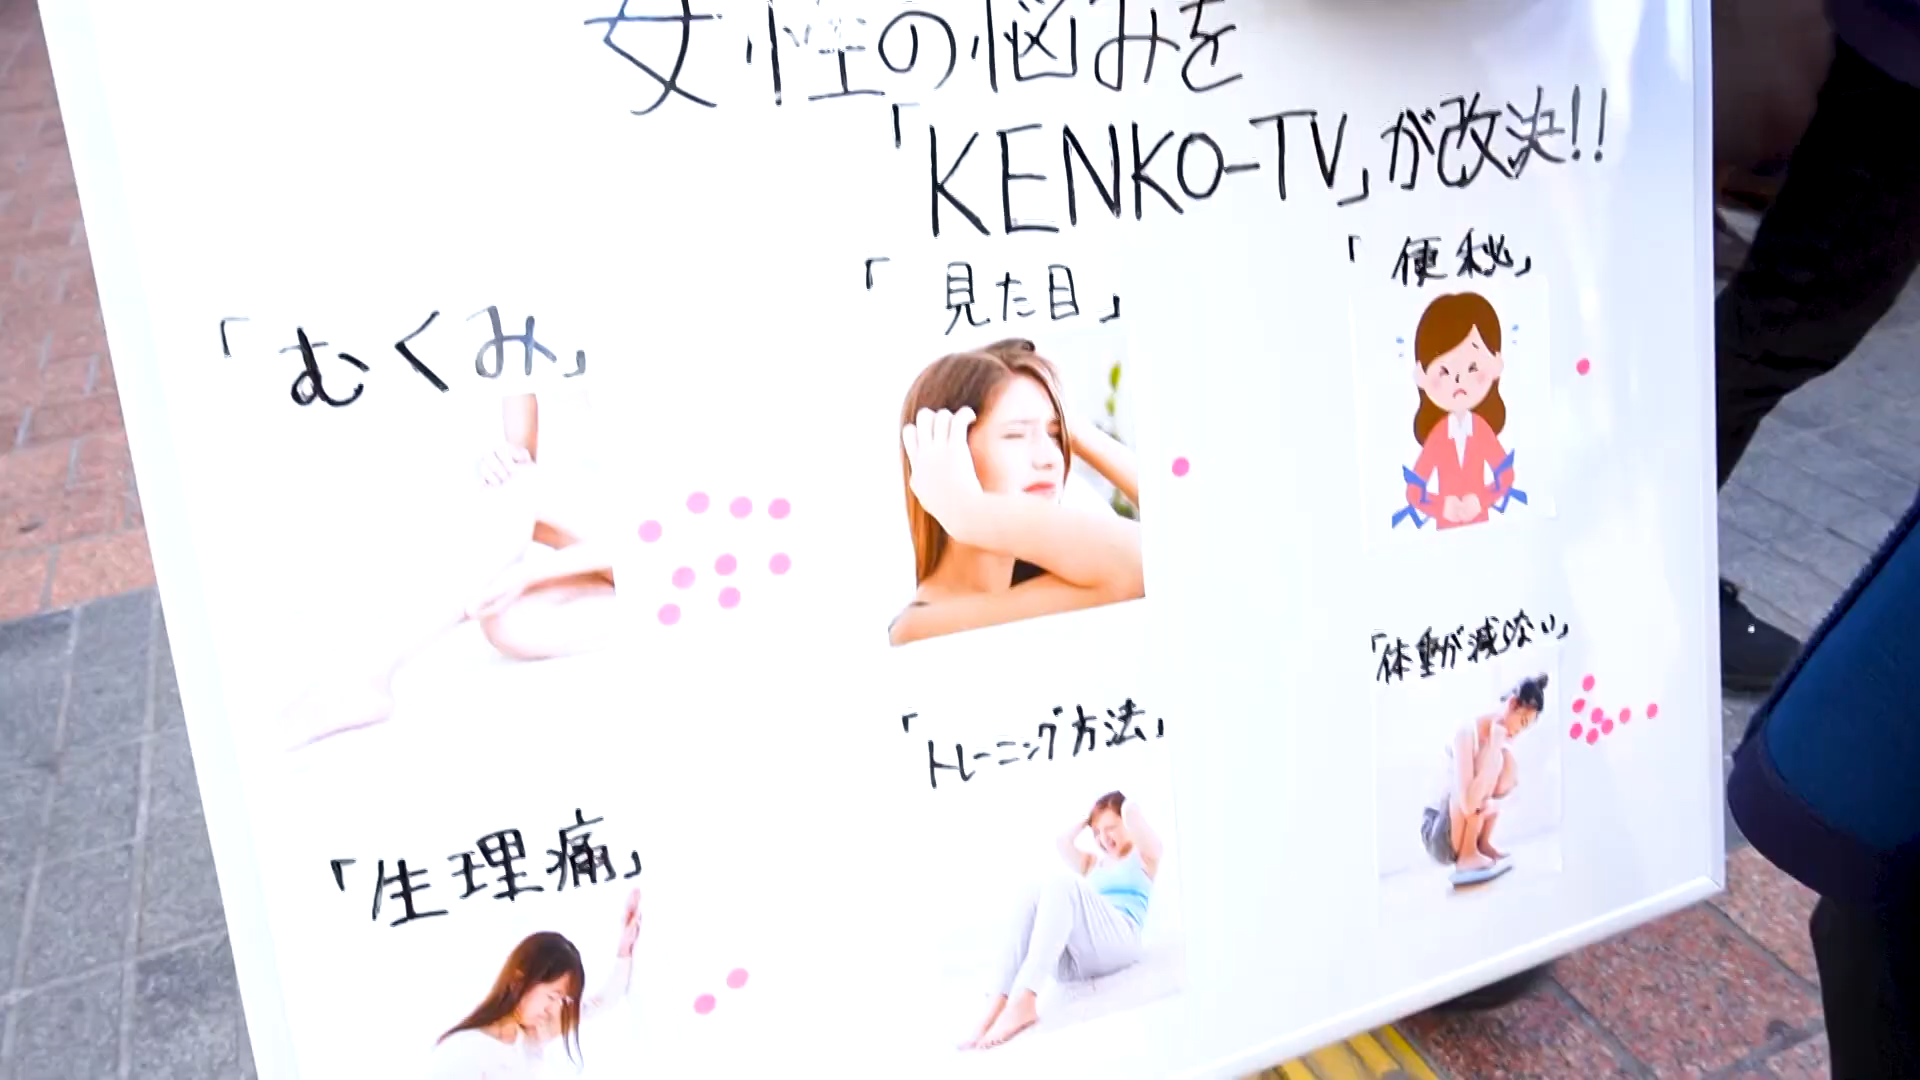 女性の悩みを
「KENKO-TV」が改決!!
「むくみ」
「見た目」
「便秘」
「生理痛」
「トレーニング方法」
「体重が減らない」